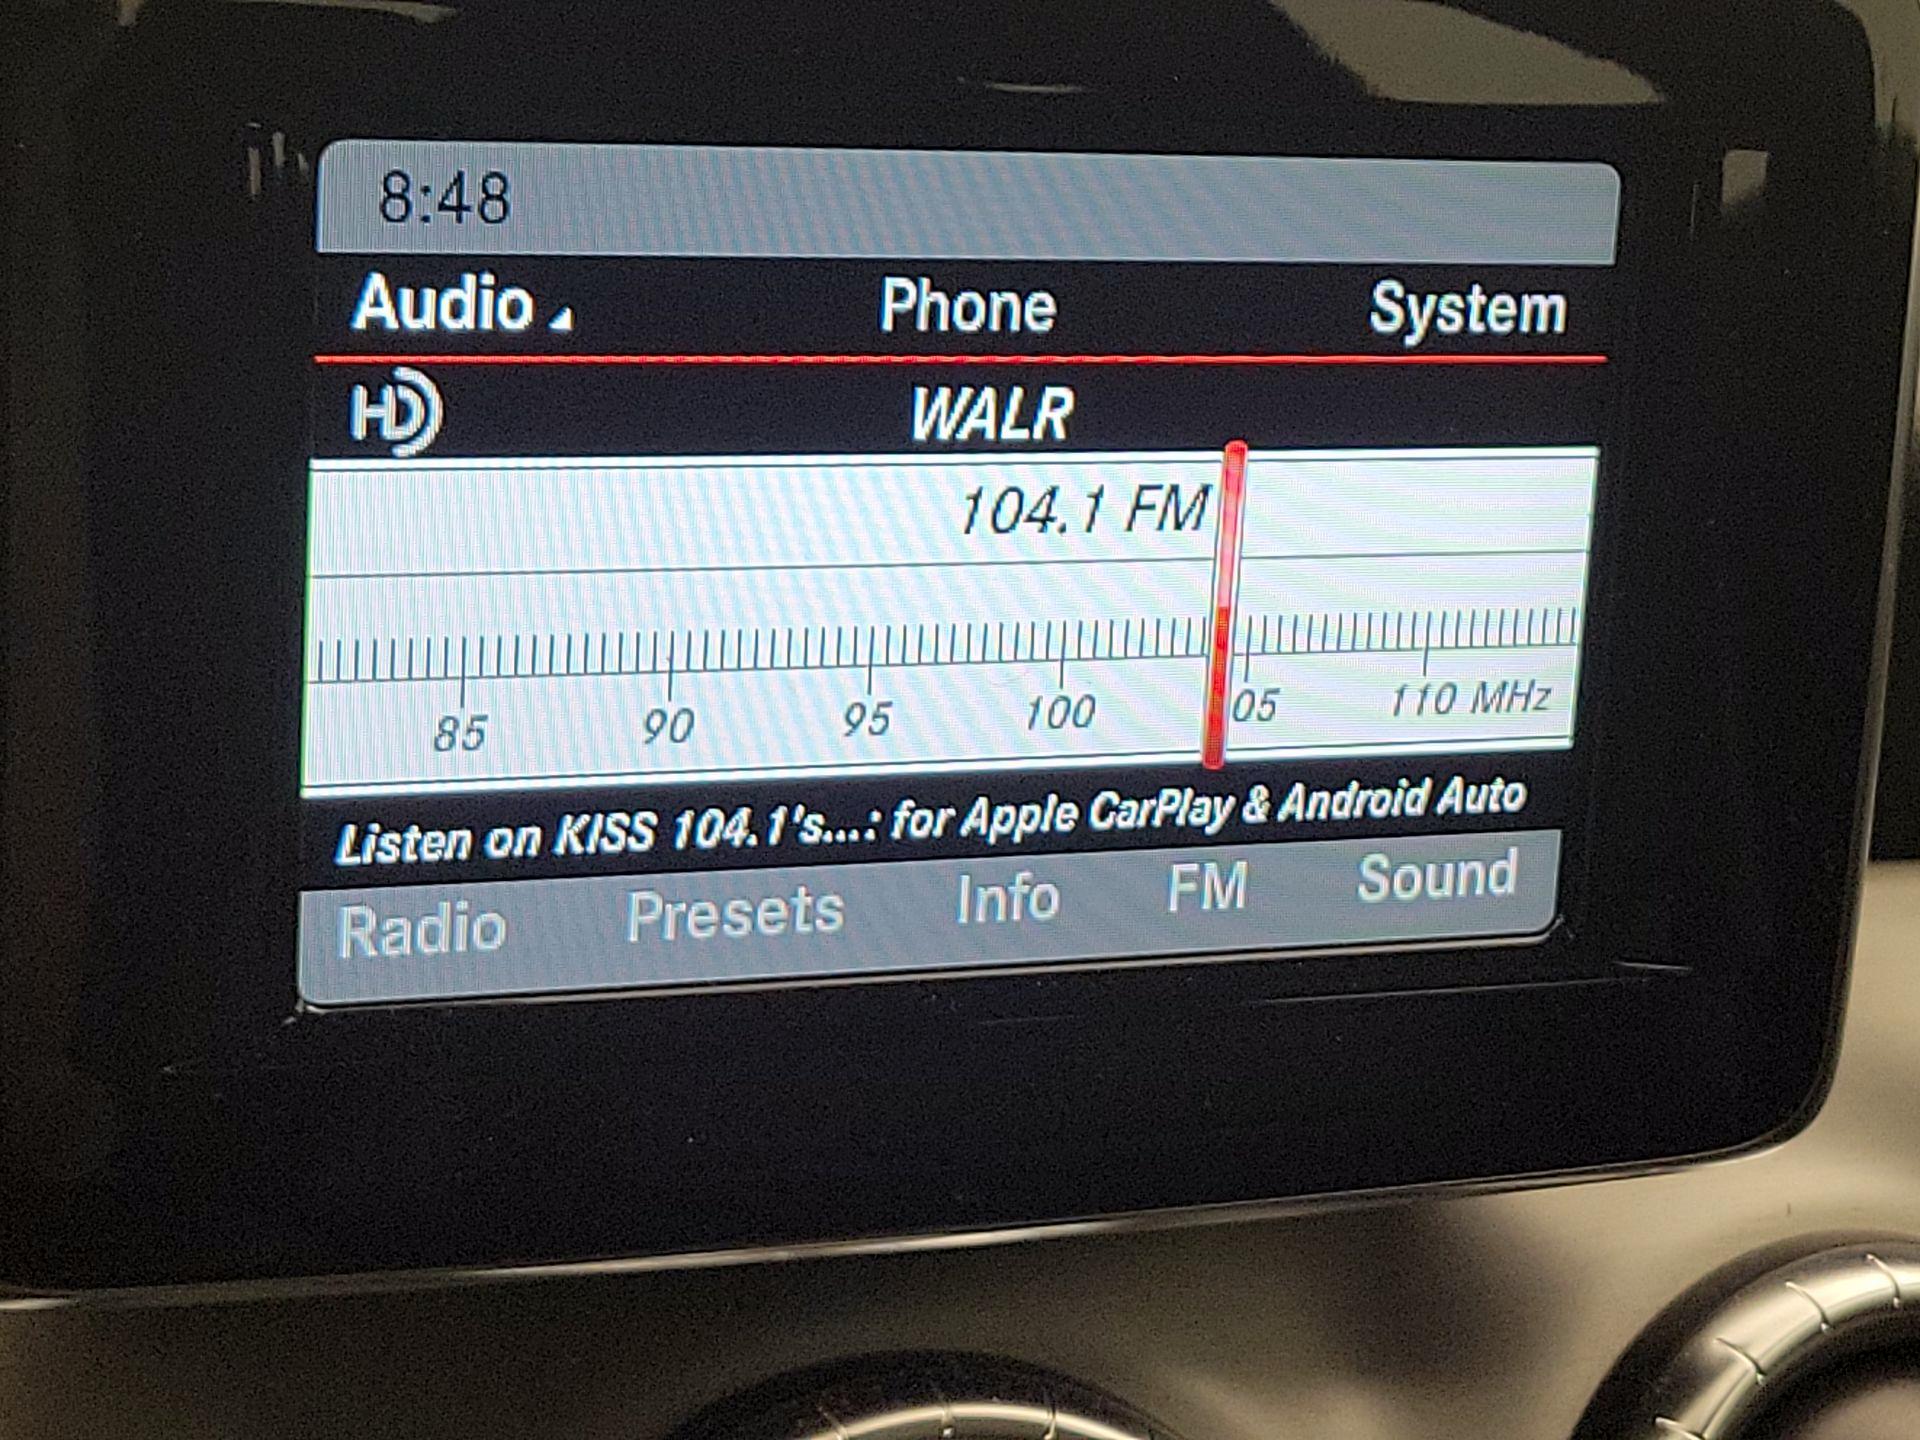 8:48
Audio Phone System
HD WALR
104.1 FM
85 90 95 100 05 110 MHz
Listen on KISS 104.1's...: for Apple CarPlay & Android Auto
Radio Presets Info FM Sound